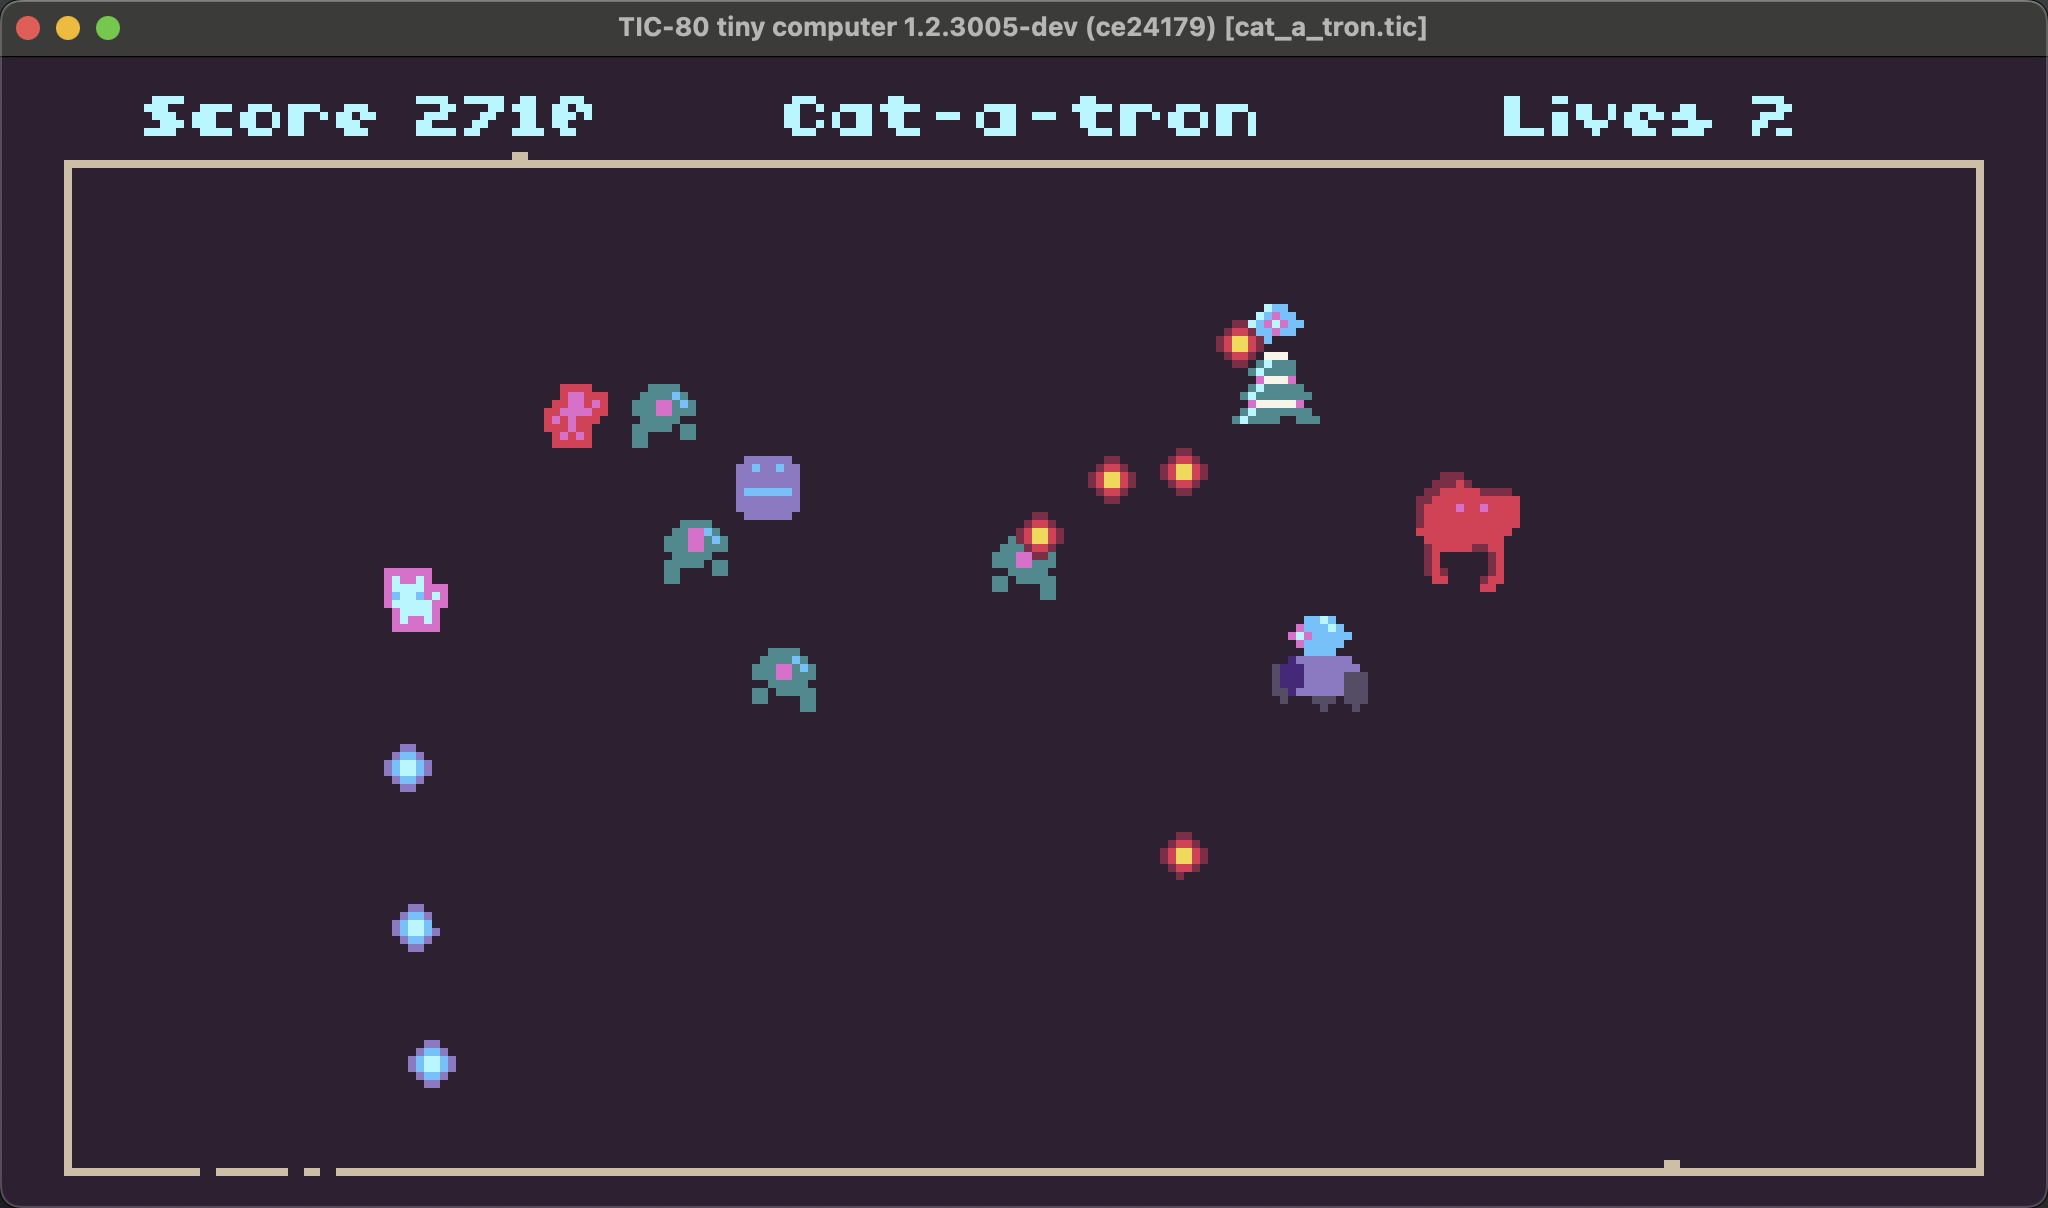 TIC-80 tiny computer 1.2.3005-dev (ce24179) [cat_a_tron.tic]
Score 2710 Cat-a-tron Lives 2